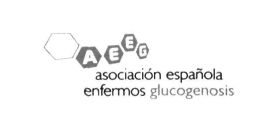 AEEG
asociación española
enfermos glucogenosis